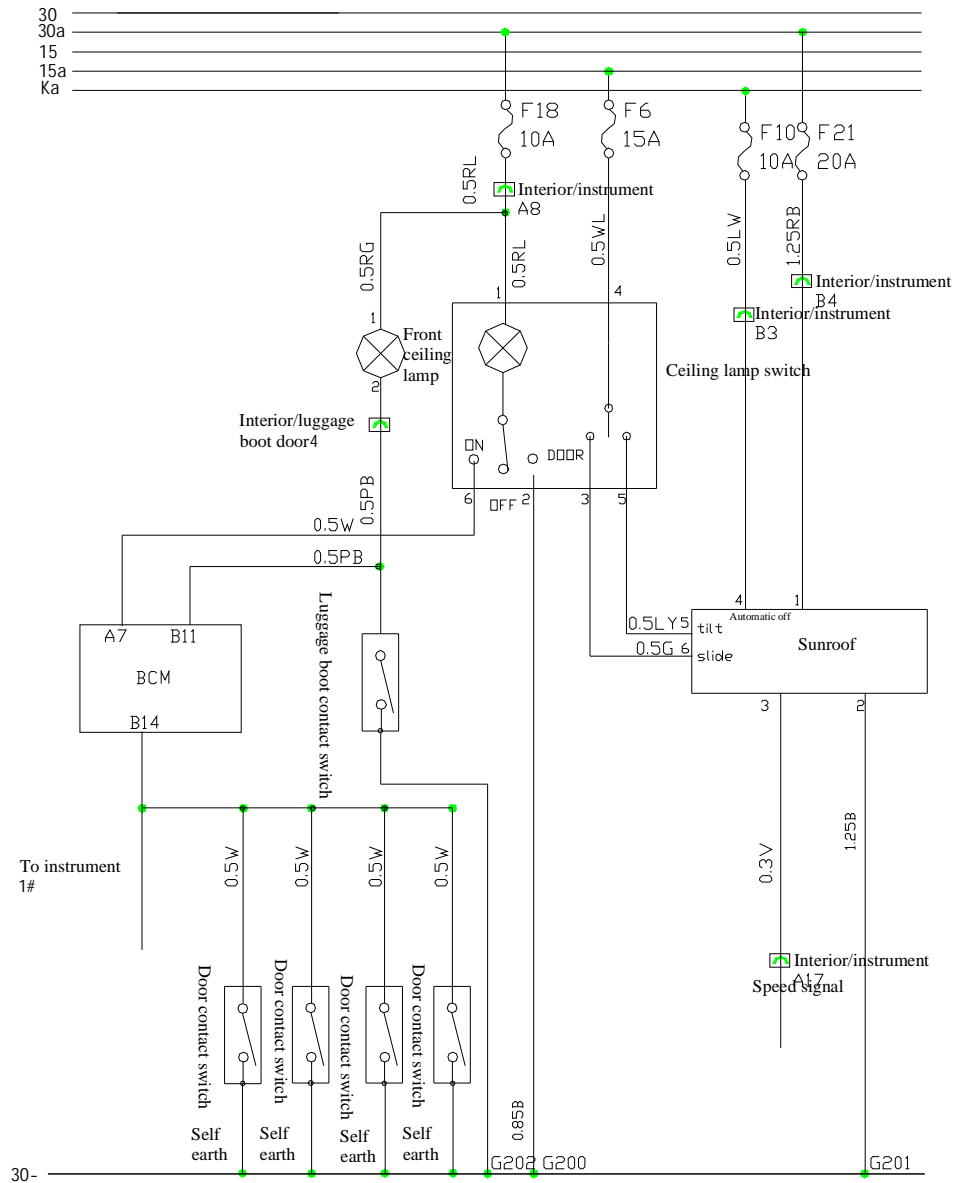 30
30a
15
15a
Ka
F18
10A
F6
15A
F10
10A
F21
20A
0.5RL
Interior/instrument
A8
0.5RG
0.5RL
0.5WL
0.5LW
1.25RB
Interior/instrument
B4
Interior/instrument
B3
1
4
1
Front
ceiling
lamp
2
Ceiling lamp switch
Interior/luggage
boot door4
ON
DOOR
OFF
6
2
3
5
0.5PB
0.5W
0.5PB
A7
B11
BCM
B14
Luggage boot contact switch
4
1
Automatic off
0.5LY
5
tilt
0.5G
6
slide
Sunroof
3
2
To instrument
1#
0.5W
0.5W
0.5W
0.5W
0.3V
1.25B
Interior/instrument
A17
Speed signal
Door contact switch
Door contact switch
Door contact switch
Door contact switch
Self
earth
Self
earth
Self
earth
Self
earth
0.85B
30-
G202
G200
G201